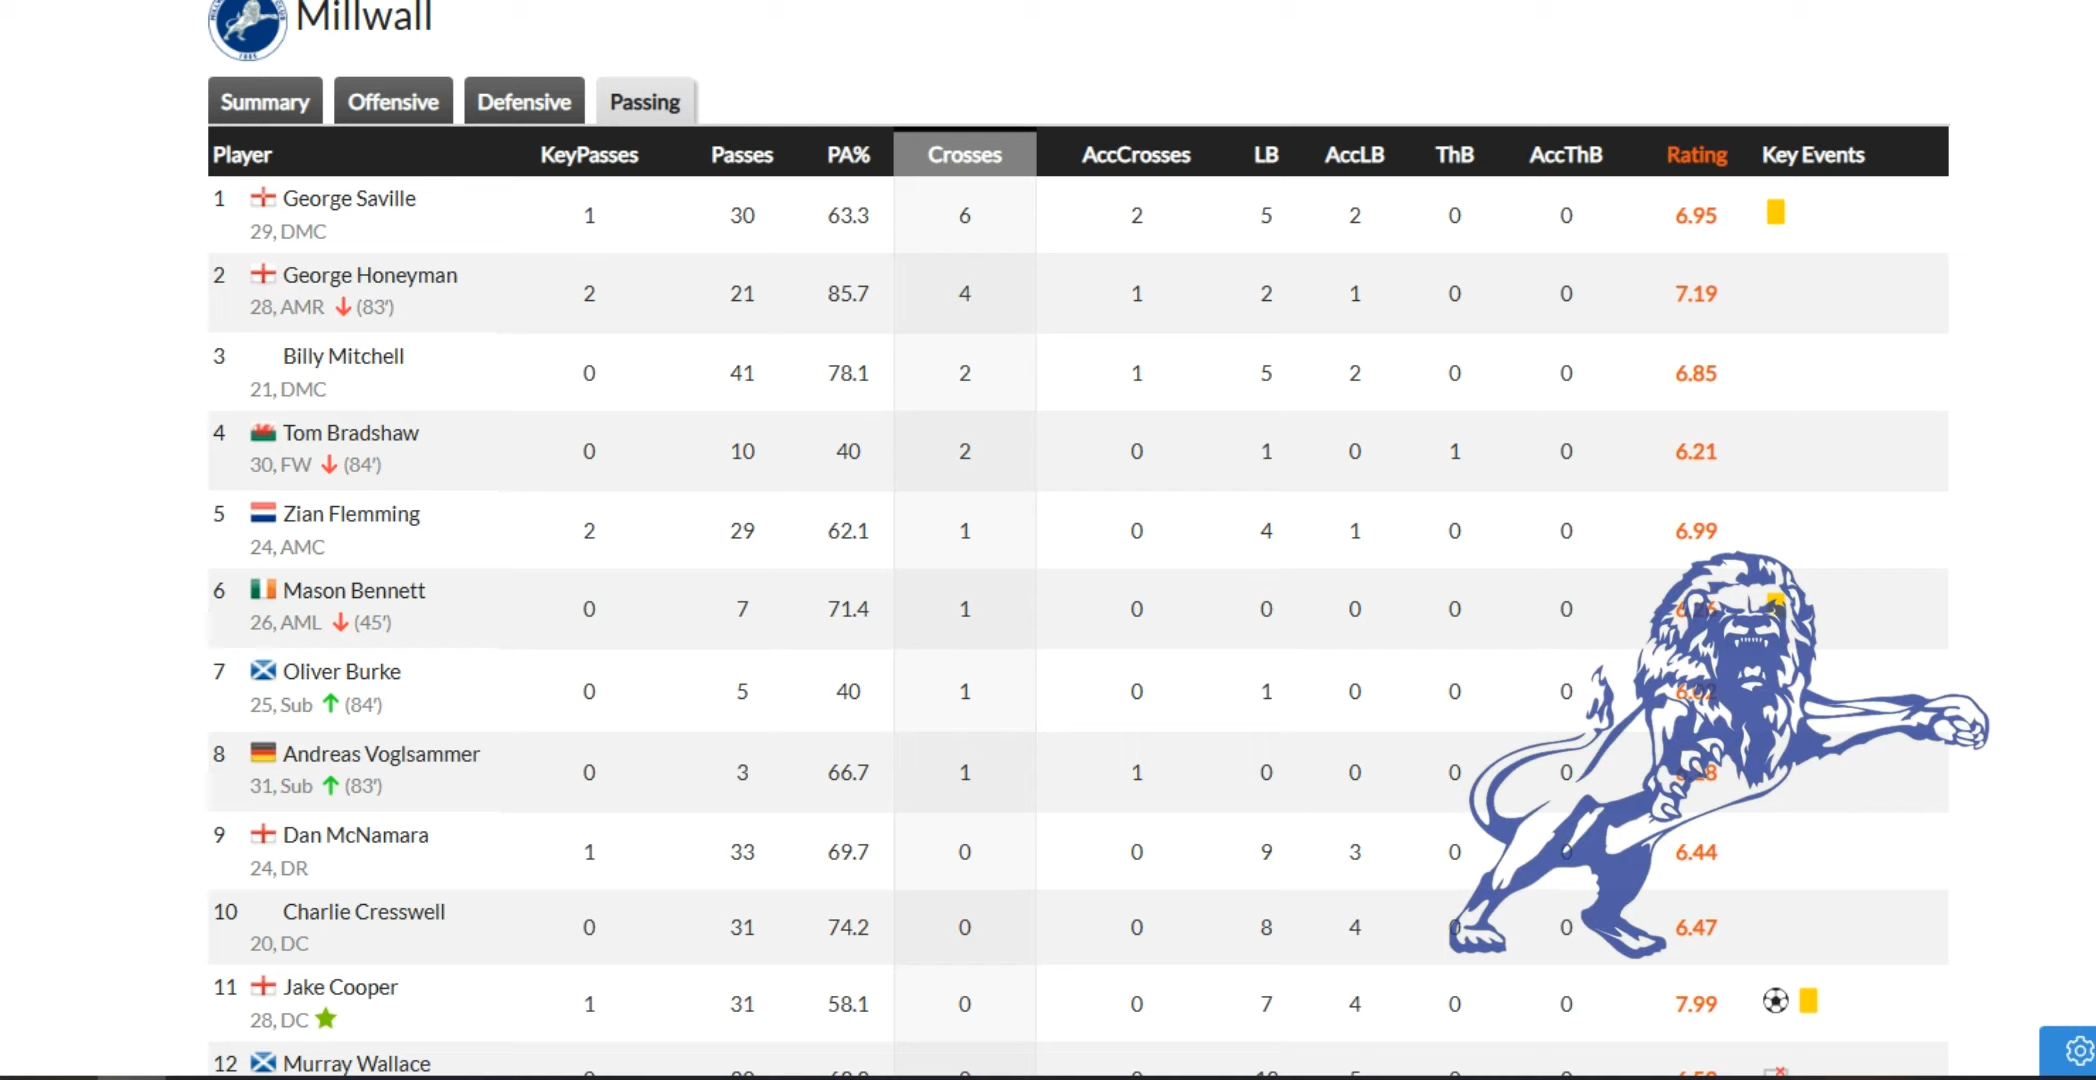 Millwall
Summary Offensive Defensive Passing
Player KeyPasses Passes PA% Crosses AccCrosses LB AccLB ThB AccThB Rating Key Events
1 George Saville 1 30 63.3 6 2 5 2 0 0 6.95
29, DMC
2 George Honeyman 2 21 85.7 4 1 2 1 0 0 7.19
28, AMR (83')
3 Billy Mitchell 0 41 78.1 2 1 5 2 0 0 6.85
21, DMC
4 Tom Bradshaw 0 10 40 2 0 1 0 1 0 6.21
30, FW (84')
5 Zian Flemming 2 29 62.1 1 0 4 1 0 0 6.99
24, AMC
6 Mason Bennett 0 7 71.4 1 0 0 0 0 0
26, AML (45')
7 Oliver Burke 0 5 40 1 0 1 0 0 0
25, Sub (84')
8 Andreas Voglsammer 0 3 66.7 1 1 0 0 0 0
31, Sub (83')
9 Dan McNamara 1 33 69.7 0 0 9 3 0 0 6.44
24, DR
10 Charlie Cresswell 0 31 74.2 0 0 8 4 0 0 6.47
20, DC
11 Jake Cooper 1 31 58.1 0 0 7 4 0 0 7.99
28, DC
12 Murray Wallace